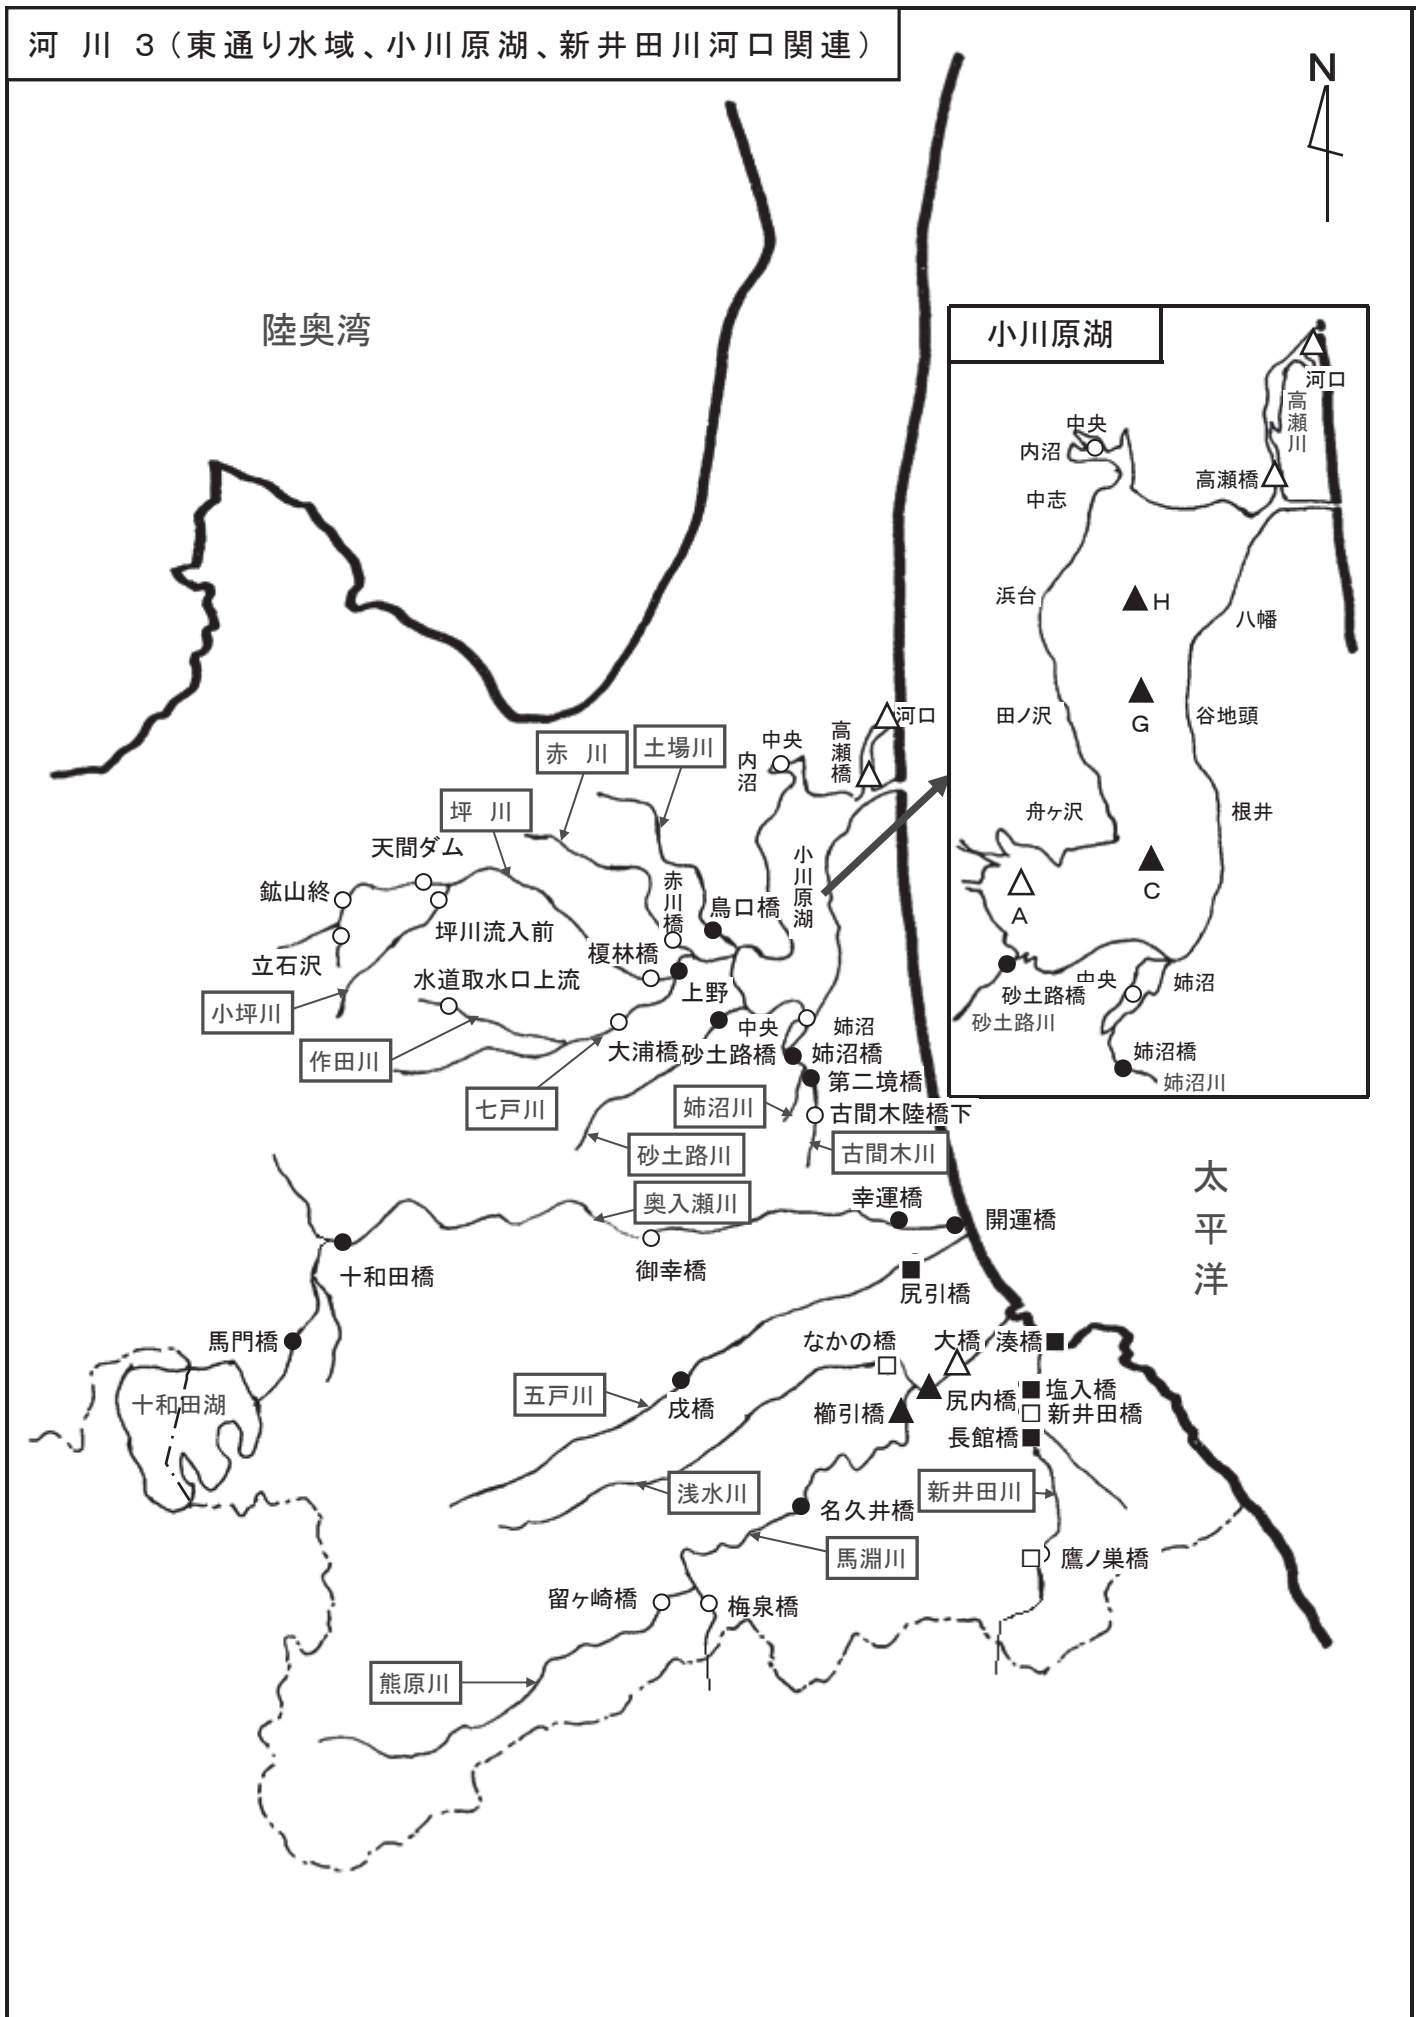 河 川 3（東通り水域、小川原湖、新井田川河口関連）
N
陸奥湾
小川原湖
河口
高瀬川
中央
内沼
高瀬橋
中志
浜台
H
八幡
田ノ沢
G
谷地頭
舟ヶ沢
根井
C
A
砂土路橋
中央
姉沼
砂土路川
姉沼橋
姉沼川
河口
赤 川
土場川
中央
内沼
高瀬橋
坪 川
天間ダム
小川原湖
鉱山終
赤川橋
鳥口橋
坪川流入前
榎林橋
立石沢
水道取水口上流
上野
小坪川
中央
姉沼
作田川
大浦橋
砂土路橋
姉沼橋
第二境橋
七戸川
姉沼川
古間木陸橋下
砂土路川
古間木川
太平洋
奥入瀬川
幸運橋
開運橋
十和田橋
御幸橋
尻引橋
馬門橋
なかの橋
大橋
湊橋
十和田湖
五戸川
戌橋
尻内橋
塩入橋
櫛引橋
新井田橋
長館橋
浅水川
新井田川
名久井橋
馬淵川
鷹ノ巣橋
留ヶ崎橋
梅泉橋
熊原川